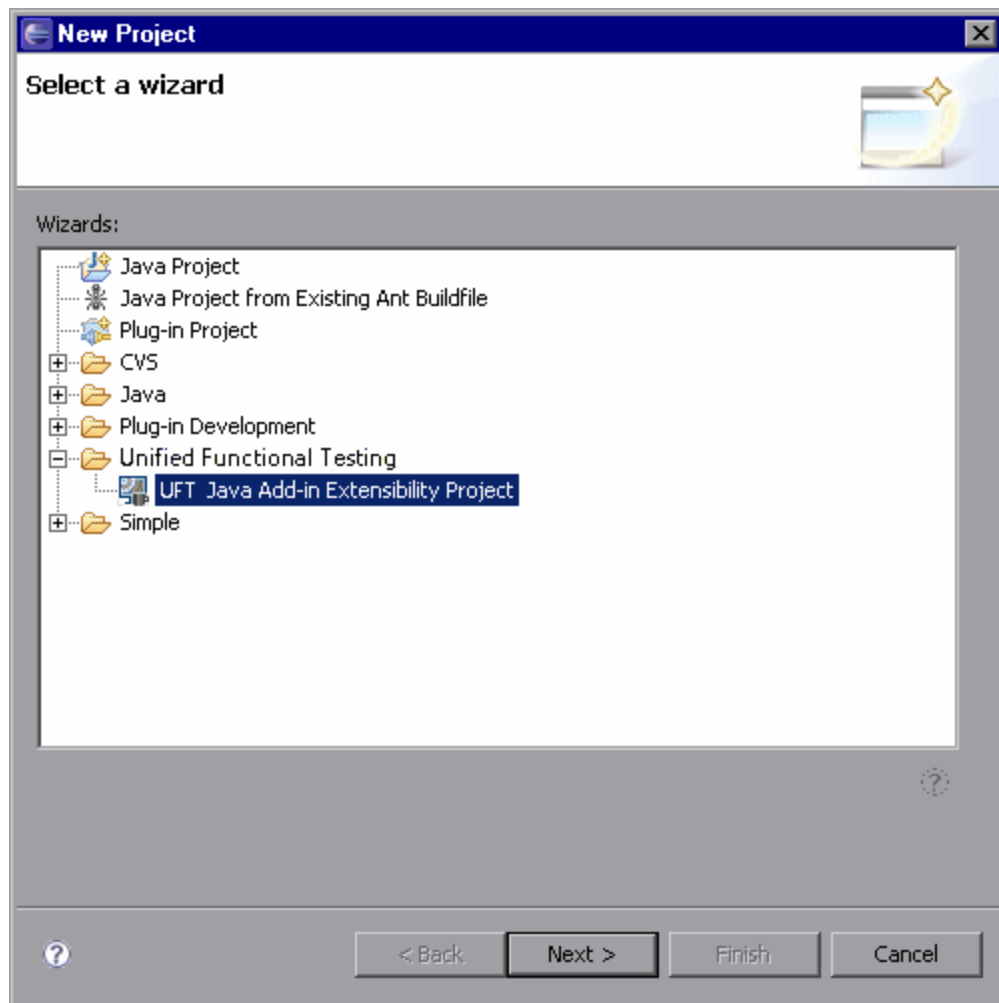 New Project
Select a wizard
Wizards:
Java Project
Java Project from Existing Ant Buildfile
Plug-in Project
CVS
Java
Plug-in Development
Unified Functional Testing
UFT Java Add-in Extensibility Project
Simple
?
? < Back Next > Finish Cancel